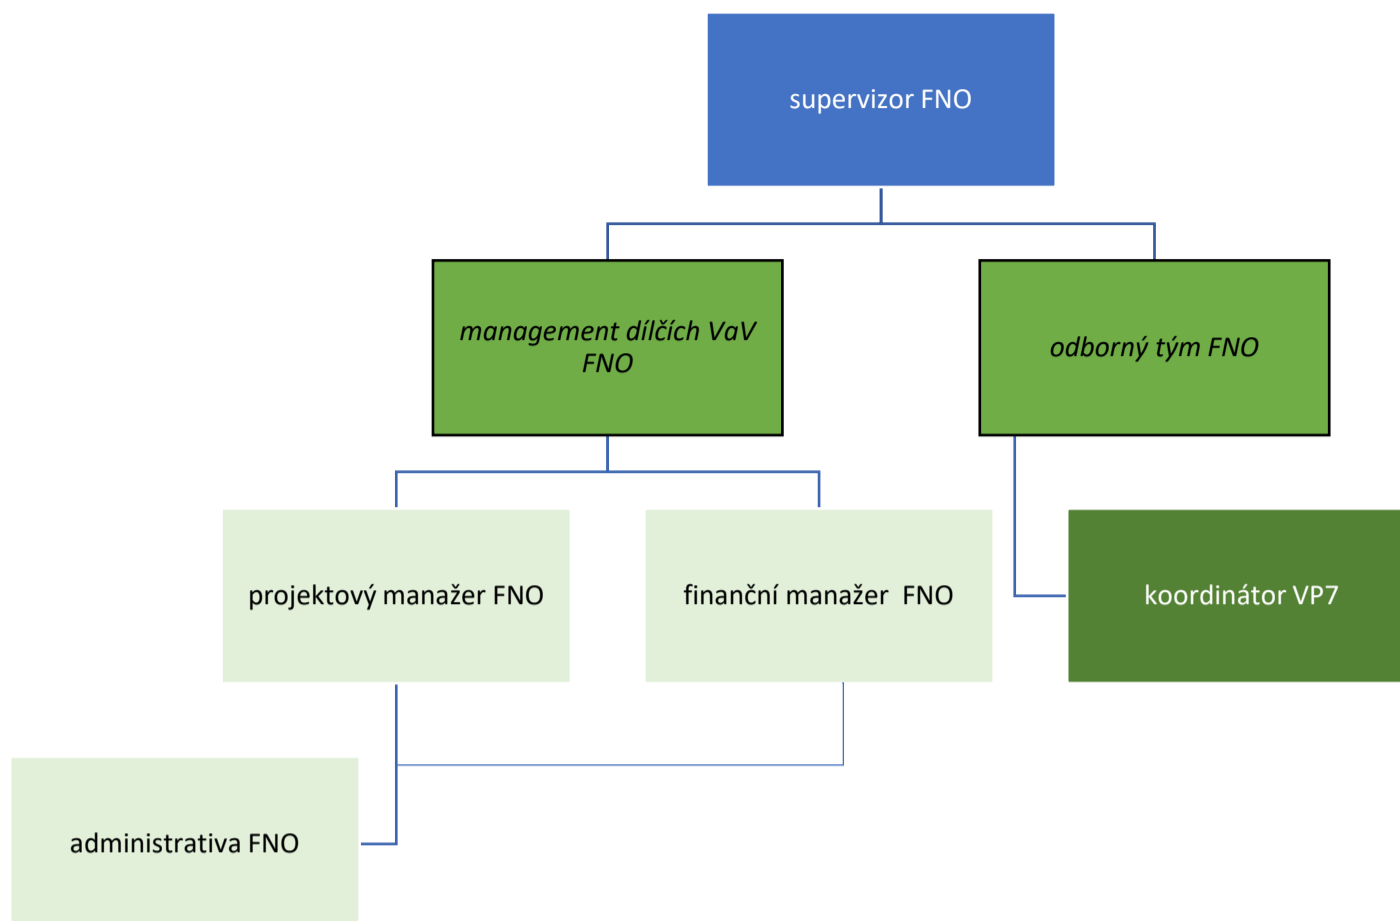 supervizor FNO
management dílčích VaV
FNO
odborný tým FNO
projektový manažer FNO
finanční manažer  FNO
koordinátor VP7
administrativa FNO